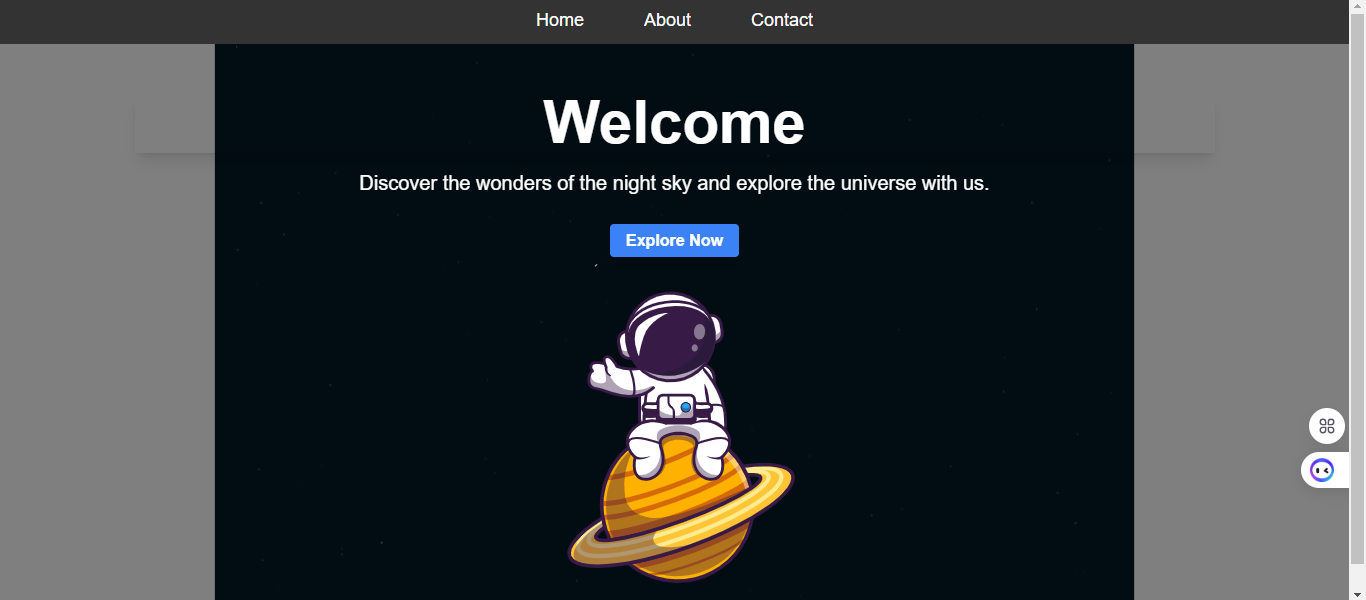 Home About Contact
Welcome
Discover the wonders of the night sky and explore the universe with us.
Explore Now